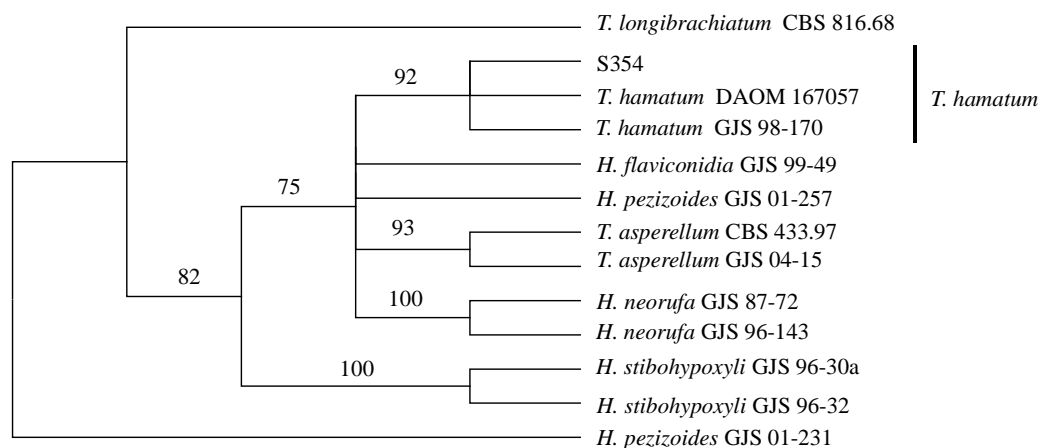 T. longibrachiatum CBS 816.68
S354
92
T. hamatum DAOM 167057
T. hamatum
T. hamatum GJS 98-170
H. flaviconidia GJS 99-49
75
H. pezizoides GJS 01-257
93
T. asperellum CBS 433.97
T. asperellum GJS 04-15
82
100
H. neorufa GJS 87-72
H. neorufa GJS 96-143
100
H. stibohypoxyli GJS 96-30a
H. stibohypoxyli GJS 96-32
H. pezizoides GJS 01-231